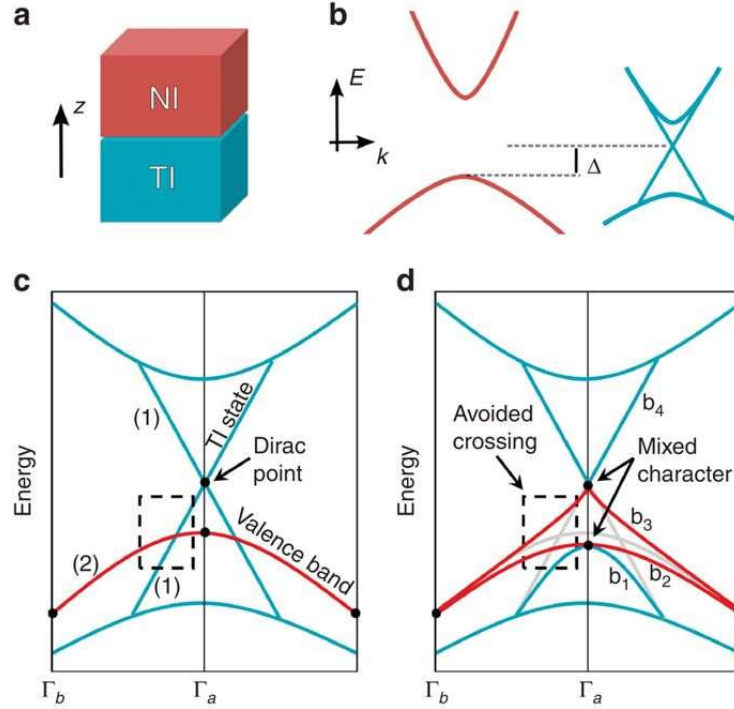 a
NI
TI
z
b
E
k
Δ
c
Energy
(1)
TI state
Dirac
point
Valence band
(2)
(1)
Γb
Γa
d
Energy
Avoided
crossing
b4
Mixed
character
b3
b2
b1
Γb
Γa